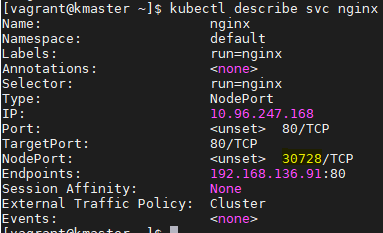 [vagrant@kmaster ~]$ kubectl describe svc nginx
Name: nginx
Namespace: default
Labels: run=nginx
Annotations: <none>
Selector: run=nginx
Type: NodePort
IP: 10.96.247.168
Port: <unset> 80/TCP
TargetPort: 80/TCP
NodePort: <unset> 30728/TCP
Endpoints: 192.168.136.91:80
Session Affinity: None
External Traffic Policy: Cluster
Events: <none>
[vagrant@kmaster ~]$